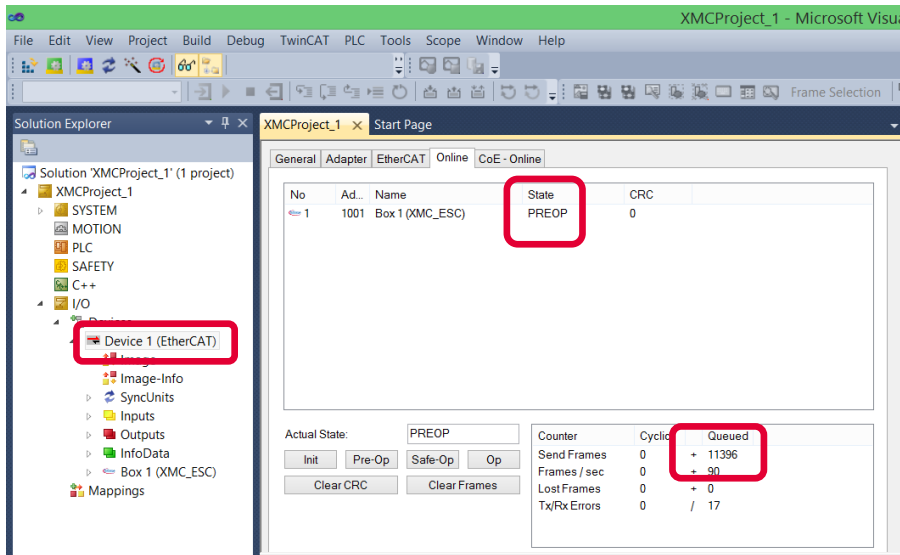 XMCProject_1 - Microsoft Visu
File Edit View Project Build Debug TwinCAT PLC Tools Scope Window Help
Frame Selection
Solution Explorer
XMCProject_1 Start Page
Solution 'XMCProject_1' (1 project)
XMCProject_1
SYSTEM
MOTION
PLC
SAFETY
C++
I/O
Devices
Device 1 (EtherCAT)
Image
Image-Info
SyncUnits
Inputs
Outputs
InfoData
Box 1 (XMC_ESC)
Mappings
General Adapter EtherCAT Online CoE - Online
No Ad... Name State CRC
1 1001 Box 1 (XMC_ESC) PREOP 0
Actual State: PREOP
Init Pre-Op Safe-Op Op
Clear CRC Clear Frames
Counter Cyclic Queued
Send Frames 0 + 11396
Frames / sec 0 + 90
Lost Frames 0 + 0
Tx/Rx Errors 0 / 17